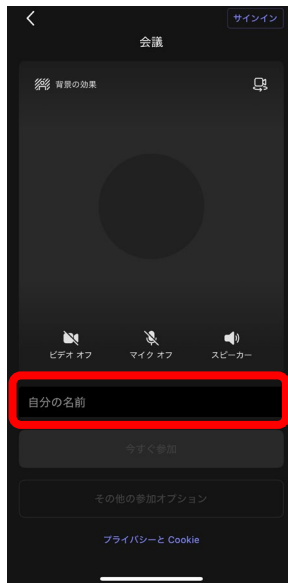 サインイン
会議
背景の効果
ビデオ オフ
マイク オフ
スピーカー
自分の名前
今すぐ参加
その他の参加オプション
プライバシーと Cookie